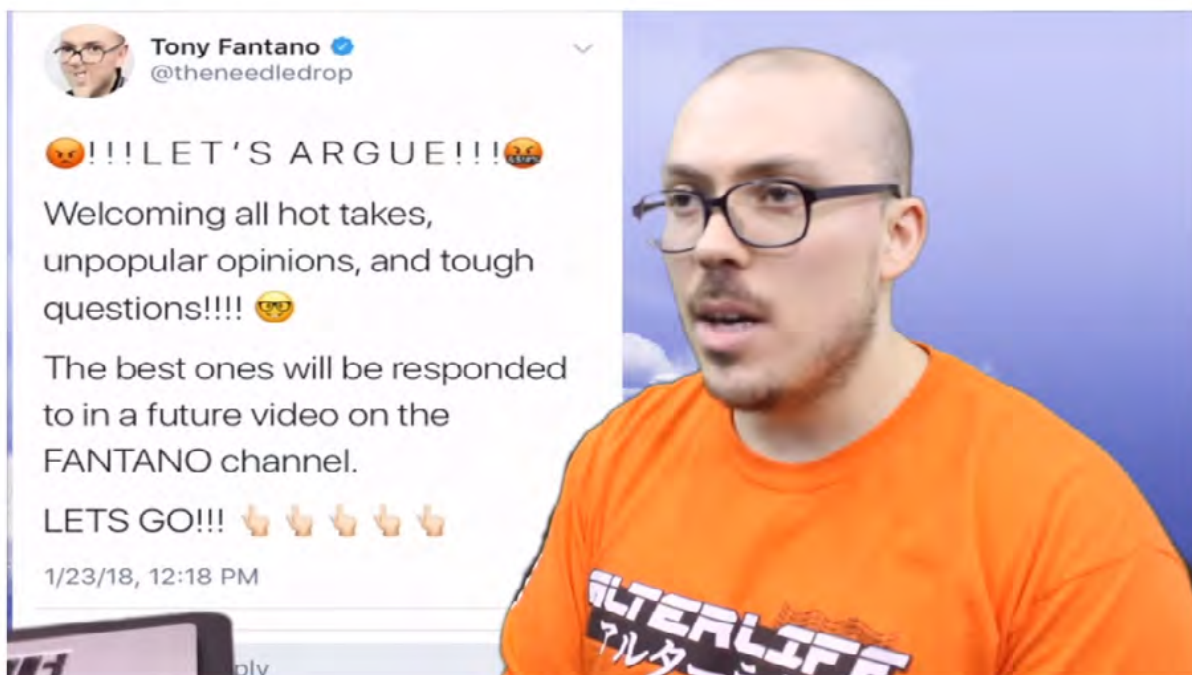 Tony Fantano
@theneedledrop
😡!!!LET'S ARGUE!!!🤬
Welcoming all hot takes,
unpopular opinions, and tough
questions!!!! 🤓
The best ones will be responded
to in a future video on the
FANTANO channel.
LETS GO!!! 👆🏻👆🏻👆🏻👆🏻👆🏻
1/23/18, 12:18 PM
ALTERLIFE